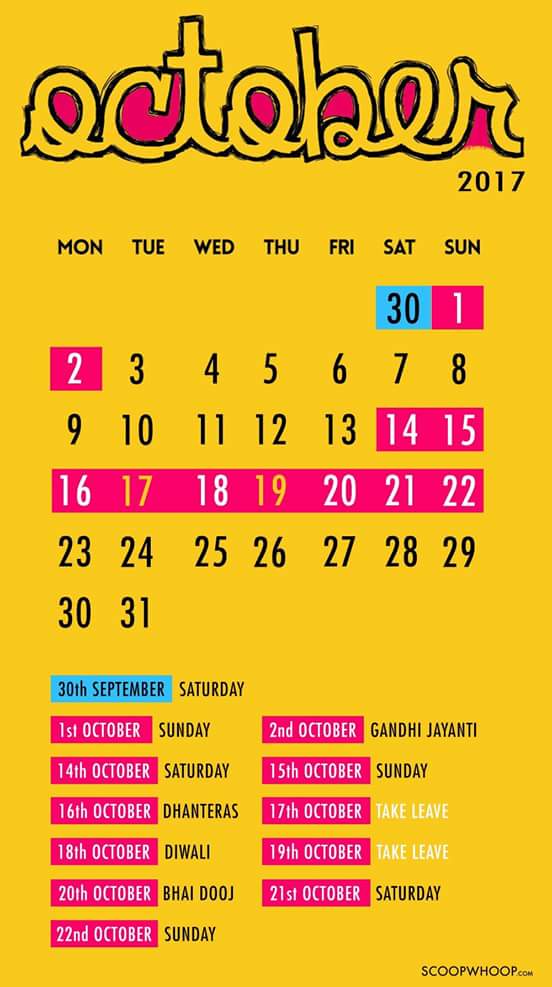 october
2017
MON TUE WED THU FRI SAT SUN
30 1
2 3 4 5 6 7 8
9 10 11 12 13 14 15
16 17 18 19 20 21 22
23 24 25 26 27 28 29
30 31
30th SEPTEMBER SATURDAY
1st OCTOBER SUNDAY 2nd OCTOBER GANDHI JAYANTI
14th OCTOBER SATURDAY 15th OCTOBER SUNDAY
16th OCTOBER DHANTERAS 17th OCTOBER TAKE LEAVE
18th OCTOBER DIWALI 19th OCTOBER TAKE LEAVE
20th OCTOBER BHAI DOOJ 21st OCTOBER SATURDAY
22nd OCTOBER SUNDAY
SCOOPWHOOP.COM